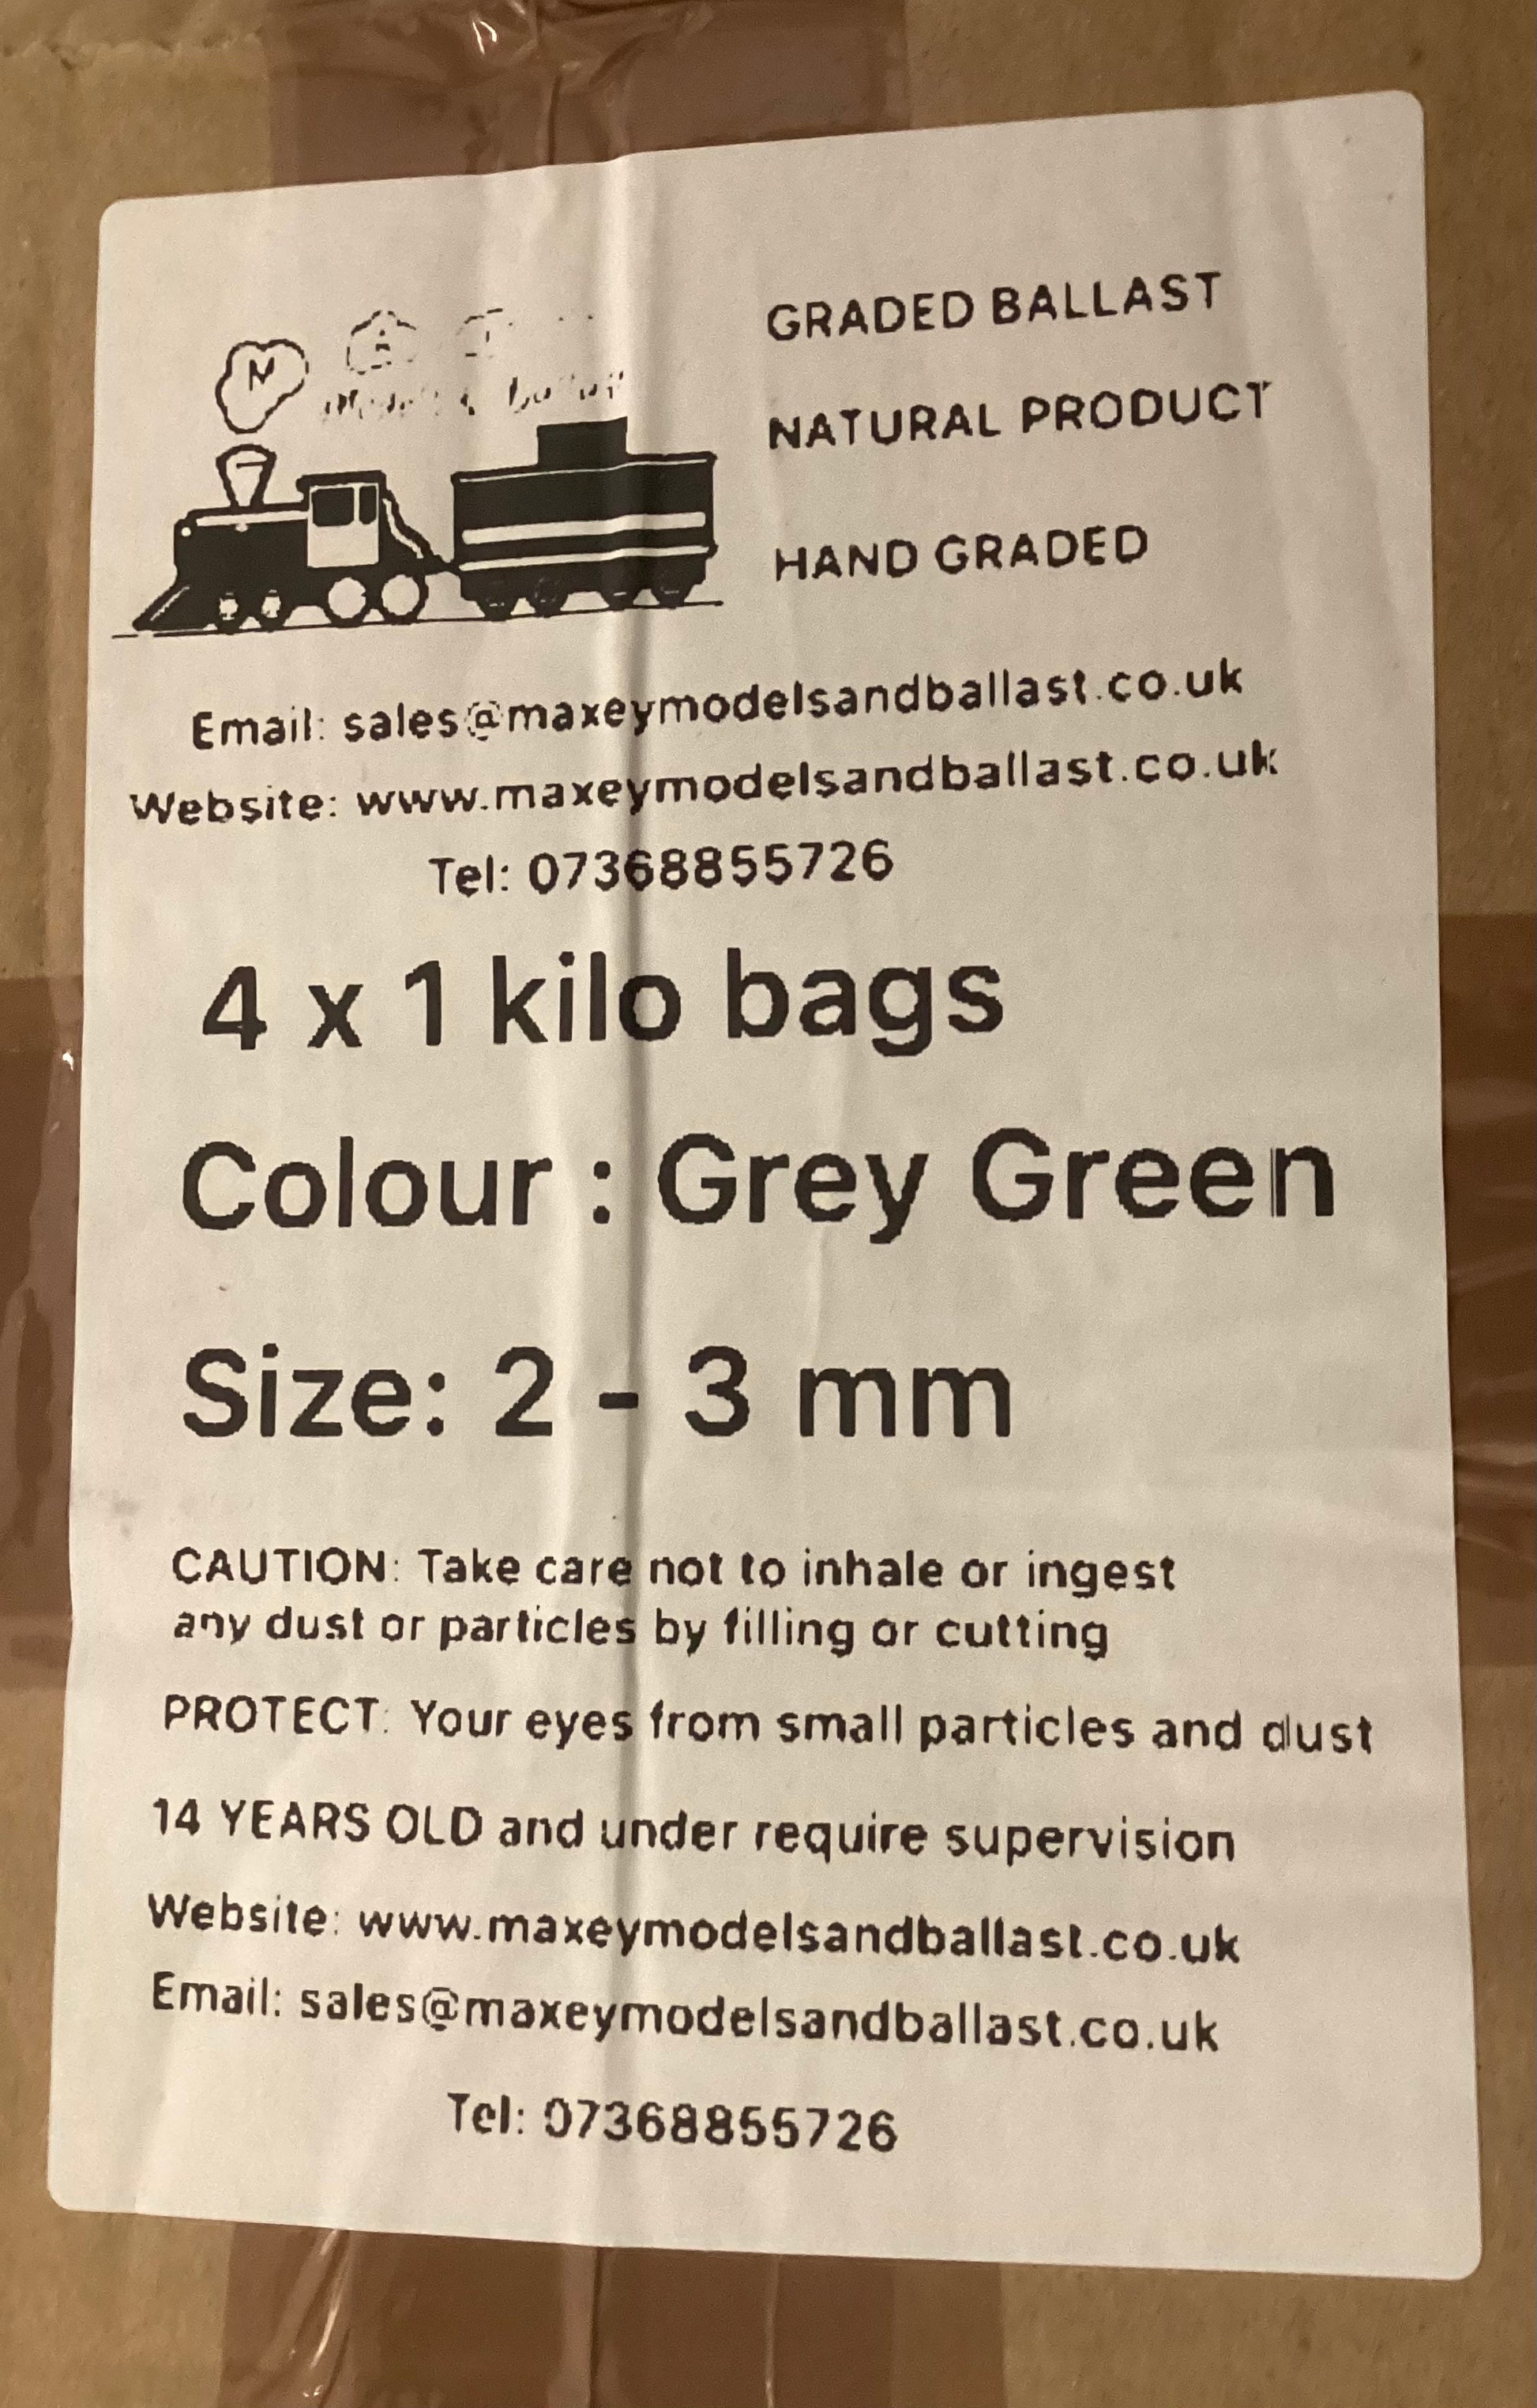 N
GRADED BALLAST
NATURAL PRODUCT
HAND GRADED
Email: sales@maxeymodelsandballast.co.uk
Website: www.maxeymodelsandballast.co.uk
Tel: 07368855726
4 x 1 kilo bags
Colour : Grey Green
Size: 2 - 3 mm
CAUTION: Take care not to inhale or ingest
any dust or particles by filling or cutting
PROTECT: Your eyes from small particles and dust
14 YEARS OLD and under require supervision
Website: www.maxeymodelsandballast.co.uk
Email: sales@maxeymodelsandballast.co.uk
Tel: 07368855726